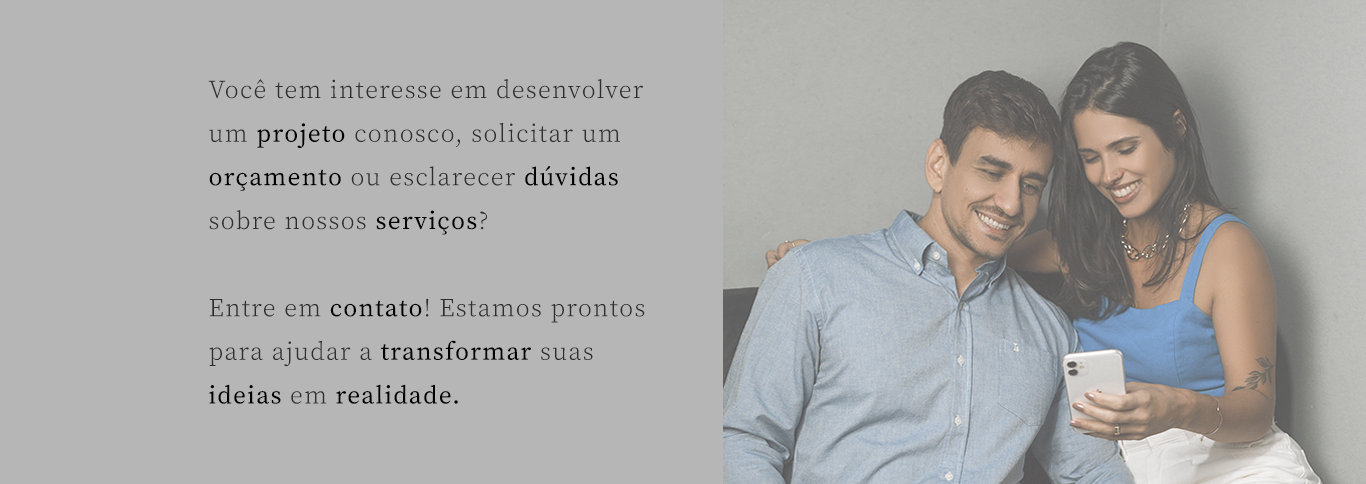 Você tem interesse em desenvolver
um projeto conosco, solicitar um
orçamento ou esclarecer dúvidas
sobre nossos serviços?
Entre em contato! Estamos prontos
para ajudar a transformar suas
ideias em realidade.